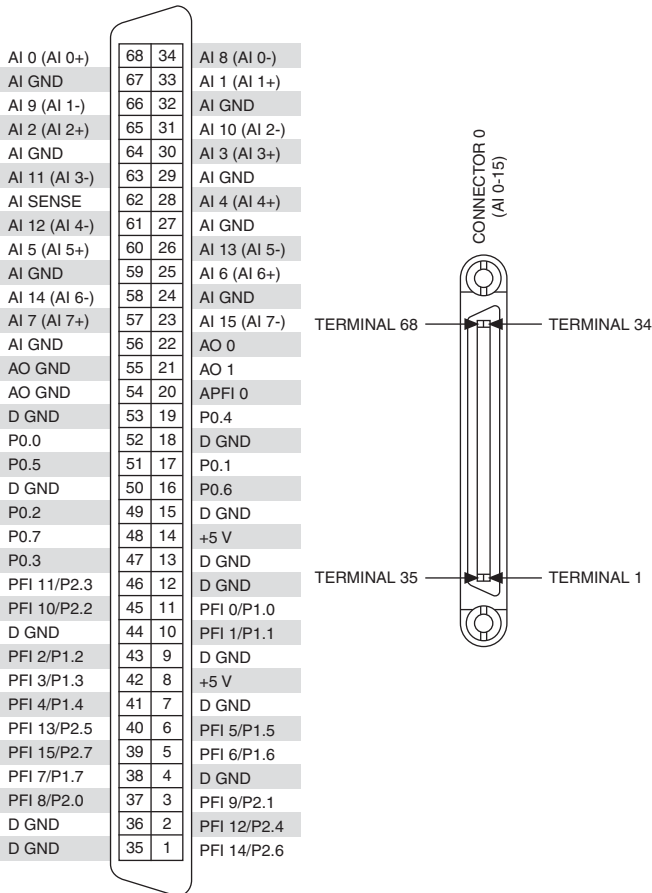 AI 0 (AI 0+) 68 34 AI 8 (AI 0-)
AI GND 67 33 AI 1 (AI 1+)
AI 9 (AI 1-) 66 32 AI GND
AI 2 (AI 2+) 65 31 AI 10 (AI 2-)
AI GND 64 30 AI 3 (AI 3+)
AI 11 (AI 3-) 63 29 AI GND
AI SENSE 62 28 AI 4 (AI 4+)
AI 12 (AI 4-) 61 27 AI GND
AI 5 (AI 5+) 60 26 AI 13 (AI 5-)
AI GND 59 25 AI 6 (AI 6+)
AI 14 (AI 6-) 58 24 AI GND
AI 7 (AI 7+) 57 23 AI 15 (AI 7-)
AI GND 56 22 AO 0
AO GND 55 21 AO 1
AO GND 54 20 APFI 0
D GND 53 19 P0.4
P0.0 52 18 D GND
P0.5 51 17 P0.1
D GND 50 16 P0.6
P0.2 49 15 D GND
P0.7 48 14 +5 V
P0.3 47 13 D GND
PFI 11/P2.3 46 12 D GND
PFI 10/P2.2 45 11 PFI 0/P1.0
D GND 44 10 PFI 1/P1.1
PFI 2/P1.2 43 9 D GND
PFI 3/P1.3 42 8 +5 V
PFI 4/P1.4 41 7 D GND
PFI 13/P2.5 40 6 PFI 5/P1.5
PFI 15/P2.7 39 5 PFI 6/P1.6
PFI 7/P1.7 38 4 D GND
PFI 8/P2.0 37 3 PFI 9/P2.1
D GND 36 2 PFI 12/P2.4
D GND 35 1 PFI 14/P2.6
CONNECTOR 0
(AI 0-15)
TERMINAL 68 TERMINAL 34
TERMINAL 35 TERMINAL 1